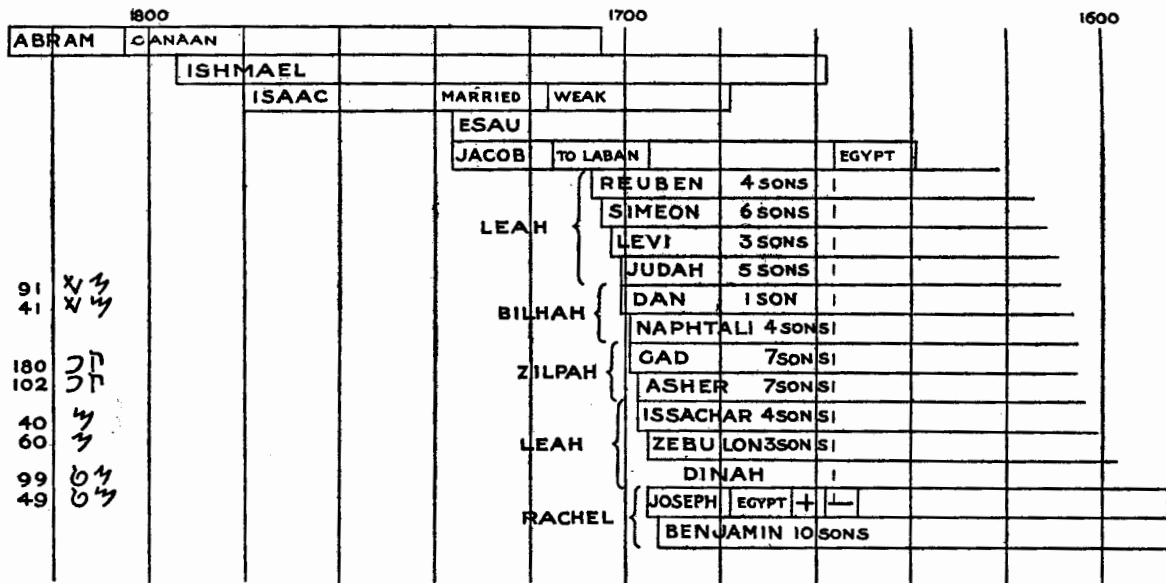 1800 1700 1600
ABRAM CANAAN
ISHMAEL
ISAAC MARRIED WEAK
ESAU
JACOB TO LABAN EGYPT
REUBEN 4 SONS
SIMEON 6 SONS
LEAH
LEVI 3 SONS
JUDAH 5 SONS
91
DAN 1 SON
41
BILHAH
NAPHTALI 4 SONS
GAD 7 SONS
180
ZILPAH
102
ASHER 7 SONS
40
ISSACHAR 4 SONS
60
LEAH
ZEBULON 3 SONS
99
DINAH
49
JOSEPH EGYPT + —
RACHEL
BENJAMIN 10 SONS